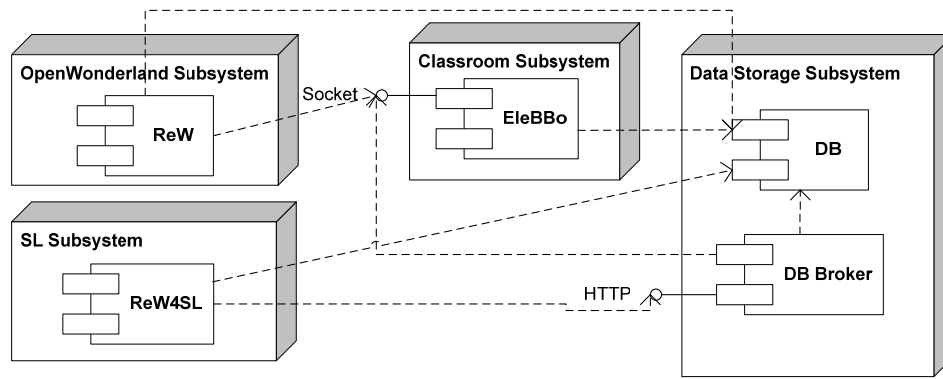 OpenWonderland Subsystem
ReW
Socket
Classroom Subsystem
EleBBo
Data Storage Subsystem
DB
SL Subsystem
ReW4SL
HTTP
DB Broker